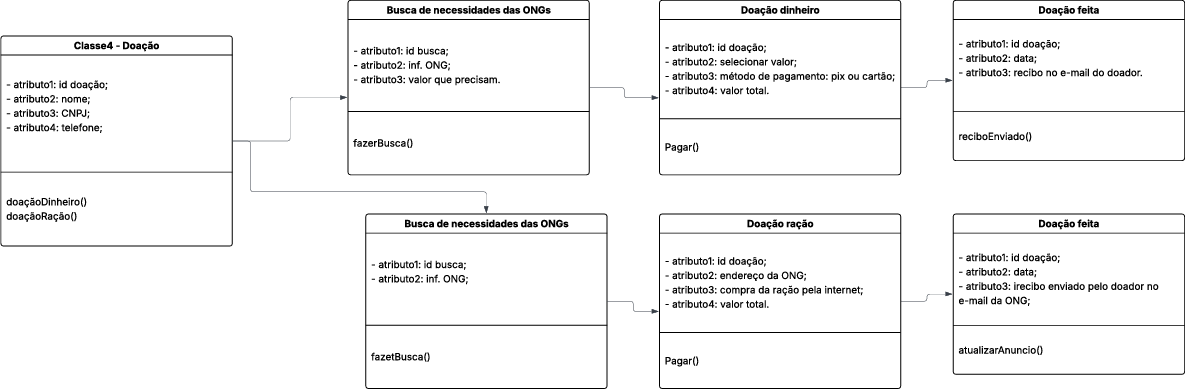 Classe4 - Doação
- atributo1: id doação;
- atributo2: nome;
- atributo3: CNPJ;
- atributo4: telefone;
doaçãoDinheiro()
doaçãoRação()
Busca de necessidades das ONGs
- atributo1: id busca;
- atributo2: inf. ONG;
- atributo3: valor que precisam.
fazerBusca()
Doação dinheiro
- atributo1: id doação;
- atributo2: selecionar valor;
- atributo3: método de pagamento: pix ou cartão;
- atributo4: valor total.
Pagar()
Doação feita
- atributo1: id doação;
- atributo2: data;
- atributo3: recibo no e-mail do doador.
reciboEnviado()
Busca de necessidades das ONGs
- atributo1: id busca;
- atributo2: inf. ONG;
fazetBusca()
Doação ração
- atributo1: id doação;
- atributo2: endereço da ONG;
- atributo3: compra da ração pela internet;
- atributo4: valor total.
Pagar()
Doação feita
- atributo1: id doação;
- atributo2: data;
- atributo3: irecibo enviado pelo doador no
e-mail da ONG;
atualizarAnuncio()